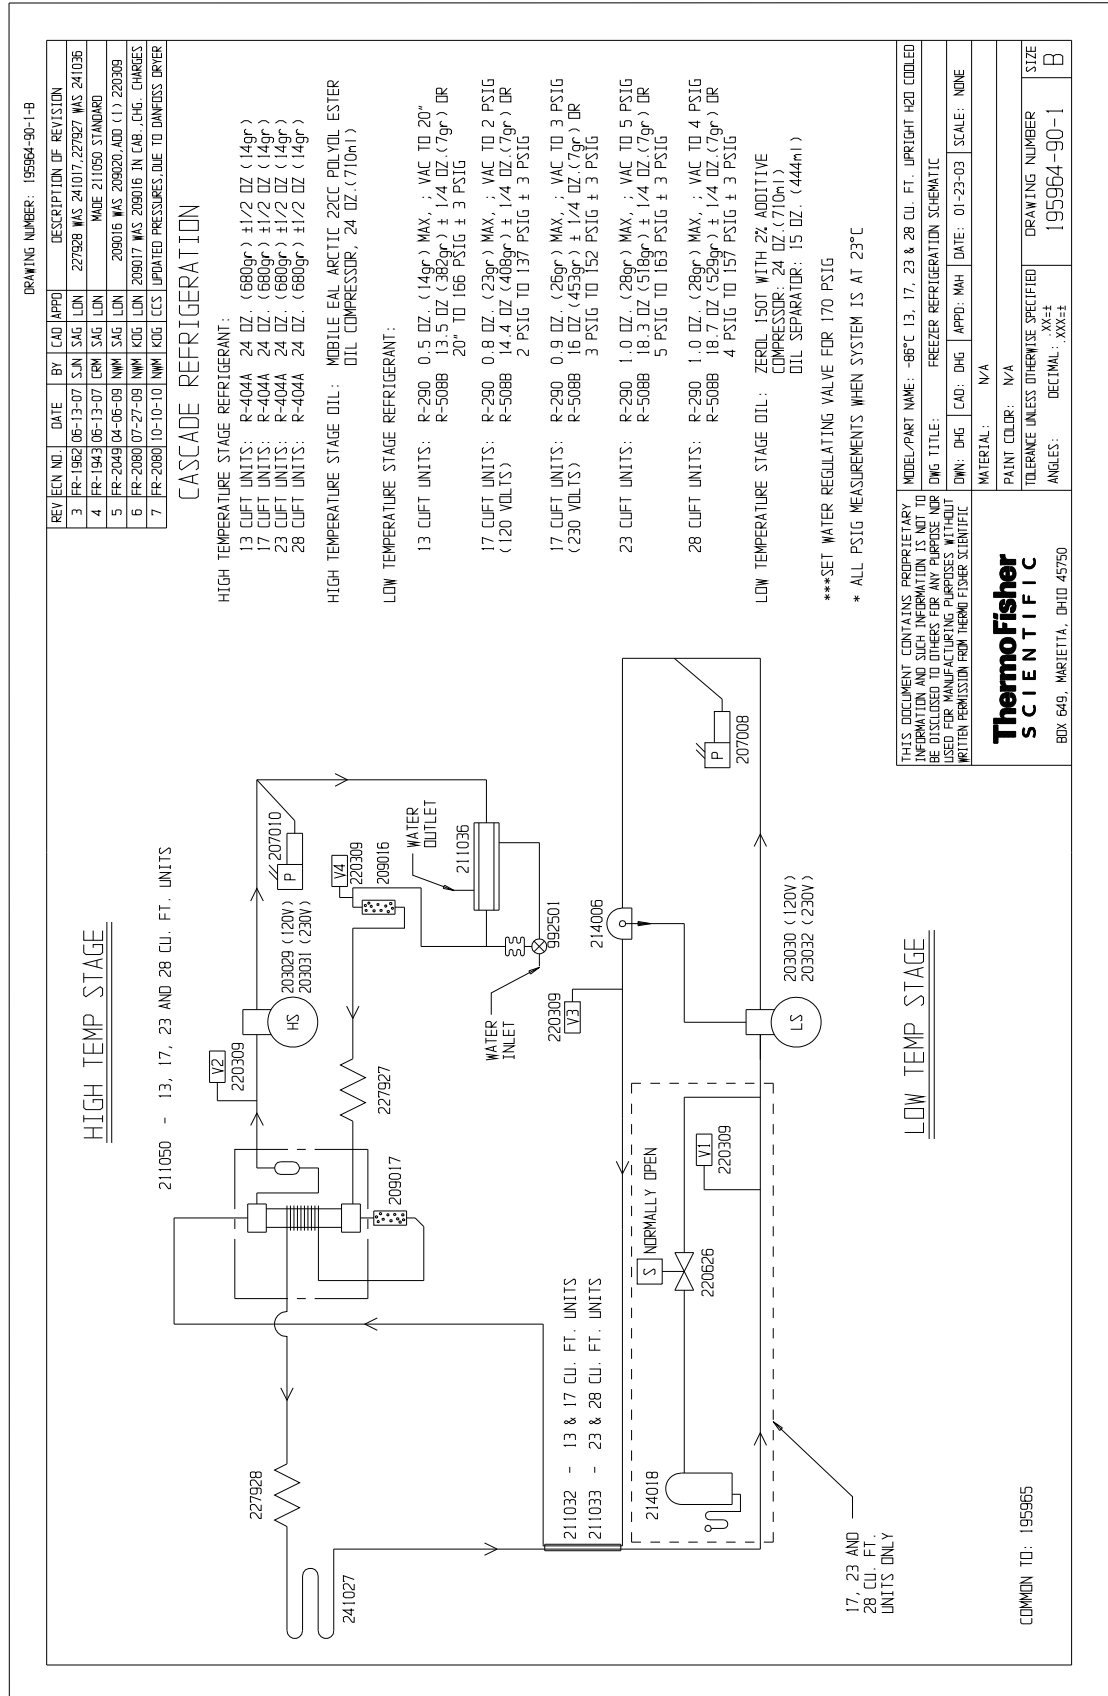 DRAWING NUMBER: 195964-90-1-B
REV ECN NO. DATE BY CAD APPD DESCRIPTION OF REVISION
3 FR-1962 06-13-07 SJN SAG LDN 227928 WAS 241017,227927 WAS 241036
4 FR-1943 06-13-07 CRM SAG LDN MADE 211050 STANDARD
5 FR-2049 04-06-09 NWM SAG LDN 209016 WAS 209020,ADD (1) 220309
6 FR-2080 07-27-09 NWM KDG LDN 209017 WAS 209016 IN CAB.,CHG. CHARGES
7 FR-2080 10-10-10 NWM KDG CCS UPDATED PRESSURES,DUE TO DANFOSS DRYER
CASCADE REFRIGERATION
HIGH TEMPERATURE STAGE REFRIGERANT:
13 CUFT UNITS: R-404A 24 OZ. (680gr) ±1/2 OZ (14gr)
17 CUFT UNITS: R-404A 24 OZ. (680gr) ±1/2 OZ (14gr)
23 CUFT UNITS: R-404A 24 OZ. (680gr) ±1/2 OZ (14gr)
28 CUFT UNITS: R-404A 24 OZ. (680gr) ±1/2 OZ (14gr)
HIGH TEMPERATURE STAGE OIL: MOBILE EAL ARCTIC 22CC POLYOL ESTER
OIL COMPRESSOR, 24 OZ.(710ml)
LOW TEMPERATURE STAGE REFRIGERANT:
13 CUFT UNITS: R-290 0.5 OZ. (14gr) MAX, ; VAC TO 20"
R-508B 13.5 OZ (382gr) ± 1/4 OZ.(7gr) OR
20" TO 166 PSIG ± 3 PSIG
17 CUFT UNITS: R-290 0.8 OZ. (23gr) MAX, ; VAC TO 2 PSIG
(120 VOLTS) R-508B 14.4 OZ (408gr) ± 1/4 OZ.(7gr) OR
2 PSIG TO 137 PSIG ± 3 PSIG
17 CUFT UNITS: R-290 0.9 OZ. (26gr) MAX, ; VAC TO 3 PSIG
(230 VOLTS) R-508B 16 OZ (453gr) ± 1/4 OZ.(7gr) OR
3 PSIG TO 152 PSIG ± 3 PSIG
23 CUFT UNITS: R-290 1.0 OZ. (28gr) MAX, ; VAC TO 5 PSIG
R-508B 18.3 OZ (518gr) ± 1/4 OZ.(7gr) OR
5 PSIG TO 163 PSIG ± 3 PSIG
28 CUFT UNITS: R-290 1.0 OZ. (28gr) MAX, ; VAC TO 4 PSIG
R-508B 18.7 OZ (529gr) ± 1/4 OZ.(7gr) OR
4 PSIG TO 157 PSIG ± 3 PSIG
LOW TEMPERATURE STAGE OIL: ZEROL 150T WITH 2% ADDITIVE
COMPRESSOR: 24 OZ.(710ml)
OIL SEPARATOR: 15 OZ. (444ml)
***SET WATER REGULATING VALVE FOR 170 PSIG
* ALL PSIG MEASUREMENTS WHEN SYSTEM IS AT 23°C
HIGH TEMP STAGE
211050 - 13, 17, 23 AND 28 CU. FT. UNITS
V2
220309
HS
203029 (120V)
203031 (230V)
P
207010
V4
220309
209016
WATER
OUTLET
211036
992501
WATER
INLET
227927
209017
227928
241027
211032 - 13 & 17 CU. FT. UNITS
211033 - 23 & 28 CU. FT. UNITS
220309
V3
214006
P
207008
S NORMALLY OPEN
220626
V1
220309
214018
LS
203030 (120V)
203032 (230V)
17, 23 AND
28 CU. FT.
UNITS ONLY
LOW TEMP STAGE
COMMON TO: 195965
THIS DOCUMENT CONTAINS PROPRIETARY
INFORMATION AND SUCH INFORMATION IS NOT TO
BE DISCLOSED TO OTHERS FOR ANY PURPOSE NOR
USED FOR MANUFACTURING PURPOSES WITHOUT
WRITTEN PERMISSION FROM THERMO FISHER SCIENTIFIC
ThermoFisher
SCIENTIFIC
BOX 649, MARIETTA, OHIO 45750
MODEL/PART NAME: -86°C 13, 17, 23 & 28 CU. FT. UPRIGHT H2O COOLED
DWG TITLE: FREEZER REFRIGERATION SCHEMATIC
DWN: DHG CAD: DHG APPD: MAH DATE: 01-23-03 SCALE: NONE
MATERIAL: N/A
PAINT COLOR: N/A
TOLERANCE UNLESS OTHERWISE SPECIFIED
ANGLES: DECIMAL: .XX=±
.XXX=±
DRAWING NUMBER
195964-90-1
SIZE
B